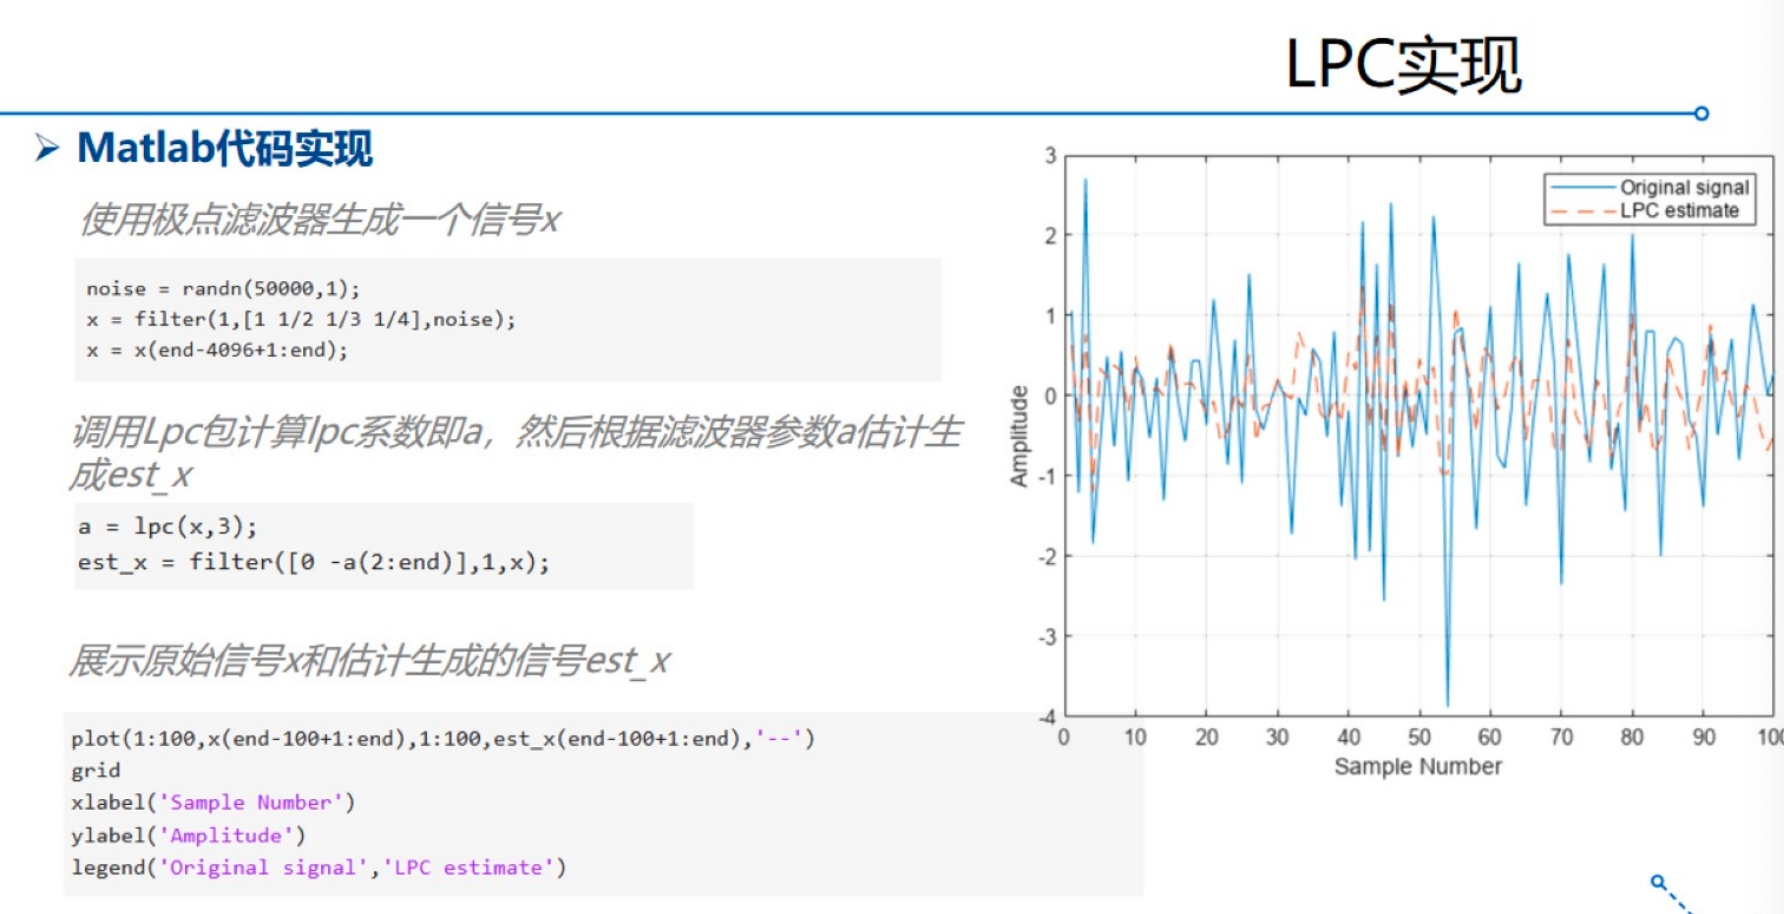 LPC实现
Matlab代码实现
使用极点滤波器生成一个信号x
noise = randn(50000,1);
x = filter(1,[1 1/2 1/3 1/4],noise);
x = x(end-4096+1:end);
调用Lpc包计算lpc系数即a，然后根据滤波器参数a估计生
成est_x
a = lpc(x,3);
est_x = filter([0 -a(2:end)],1,x);
展示原始信号x和估计生成的信号est_x
plot(1:100,x(end-100+1:end),1:100,est_x(end-100+1:end),'--')
grid
xlabel('Sample Number')
ylabel('Amplitude')
legend('Original signal','LPC estimate')
Original signal
LPC estimate
3
2
1
0
-1
-2
-3
-4
Amplitude
0 10 20 30 40 50 60 70 80 90 100
Sample Number